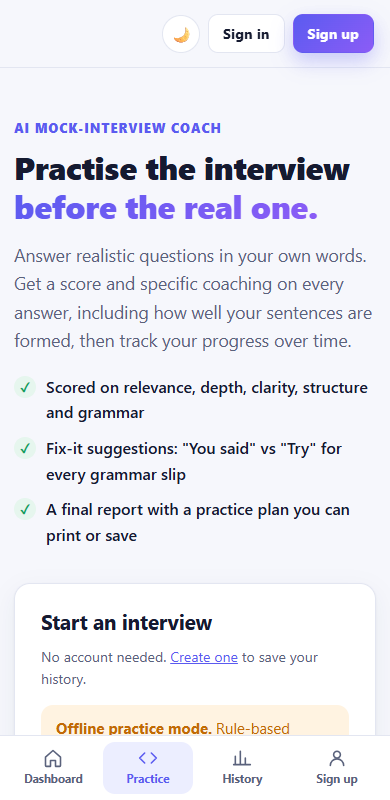 Sign in
Sign up
AI MOCK-INTERVIEW COACH
Practise the interview
before the real one.
Answer realistic questions in your own words.
Get a score and specific coaching on every
answer, including how well your sentences are
formed, then track your progress over time.
Scored on relevance, depth, clarity, structure
and grammar
Fix-it suggestions: "You said" vs "Try" for
every grammar slip
A final report with a practice plan you can
print or save
Start an interview
No account needed. Create one to save your
history.
Offline practice mode. Rule-based
Dashboard
Practice
History
Sign up